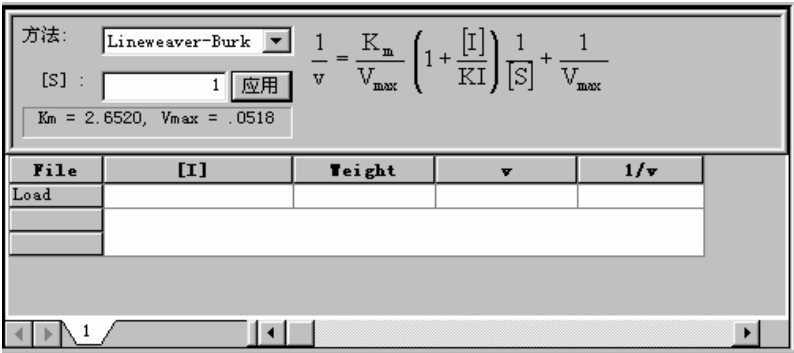 方法: Lineweaver-Burk
1/v = Km/Vmax (1 + [I]/KI) 1/[S] + 1/Vmax
[S] : 1 应用
Km = 2.6520, Vmax = .0518
File [I] Weight v 1/v
Load
1